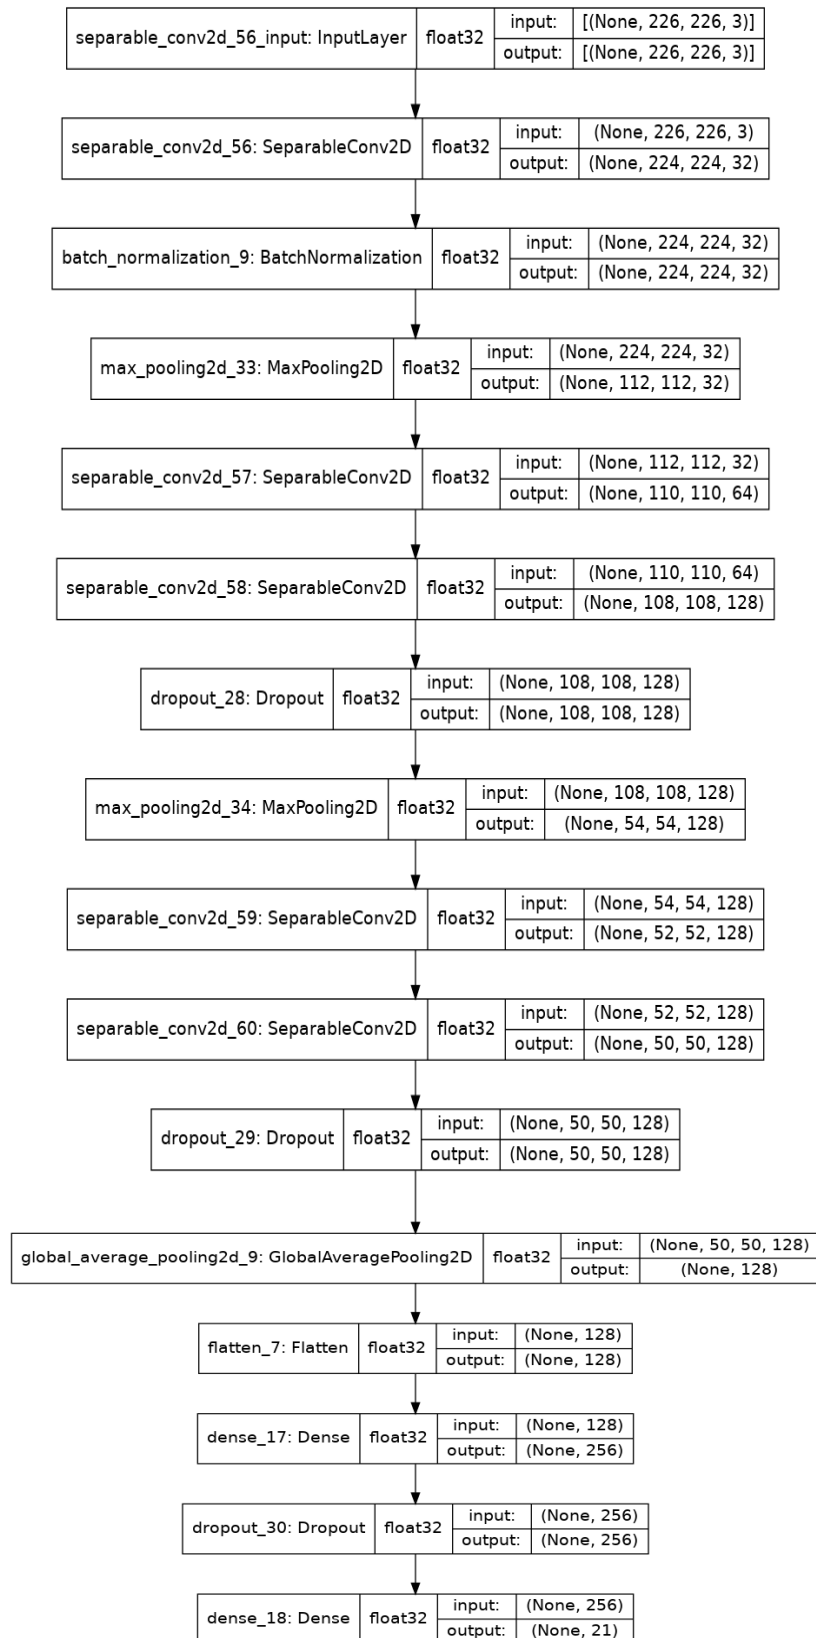 separable_conv2d_56_input: InputLayer float32 input: [(None, 226, 226, 3)]
output: [(None, 226, 226, 3)]
separable_conv2d_56: SeparableConv2D float32 input: (None, 226, 226, 3)
output: (None, 224, 224, 32)
batch_normalization_9: BatchNormalization float32 input: (None, 224, 224, 32)
output: (None, 224, 224, 32)
max_pooling2d_33: MaxPooling2D float32 input: (None, 224, 224, 32)
output: (None, 112, 112, 32)
separable_conv2d_57: SeparableConv2D float32 input: (None, 112, 112, 32)
output: (None, 110, 110, 64)
separable_conv2d_58: SeparableConv2D float32 input: (None, 110, 110, 64)
output: (None, 108, 108, 128)
dropout_28: Dropout float32 input: (None, 108, 108, 128)
output: (None, 108, 108, 128)
max_pooling2d_34: MaxPooling2D float32 input: (None, 108, 108, 128)
output: (None, 54, 54, 128)
separable_conv2d_59: SeparableConv2D float32 input: (None, 54, 54, 128)
output: (None, 52, 52, 128)
separable_conv2d_60: SeparableConv2D float32 input: (None, 52, 52, 128)
output: (None, 50, 50, 128)
dropout_29: Dropout float32 input: (None, 50, 50, 128)
output: (None, 50, 50, 128)
global_average_pooling2d_9: GlobalAveragePooling2D float32 input: (None, 50, 50, 128)
output: (None, 128)
flatten_7: Flatten float32 input: (None, 128)
output: (None, 128)
dense_17: Dense float32 input: (None, 128)
output: (None, 256)
dropout_30: Dropout float32 input: (None, 256)
output: (None, 256)
dense_18: Dense float32 input: (None, 256)
output: (None, 21)